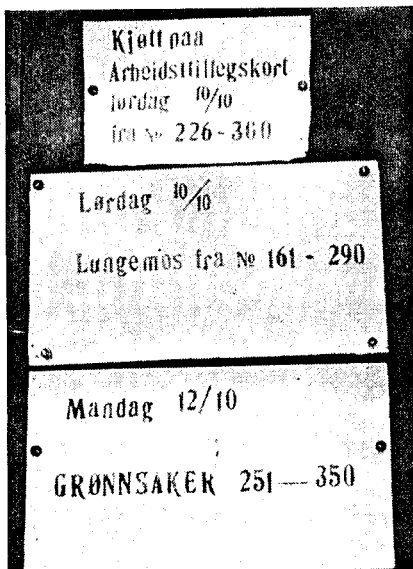 Kjøtt paa
Arbeidstillegskort
lørdag 10/10
fra № 226-360
Lørdag 10/10
Lungemos fra № 161 - 290
Mandag 12/10
GRØNNSAKER 251 — 350